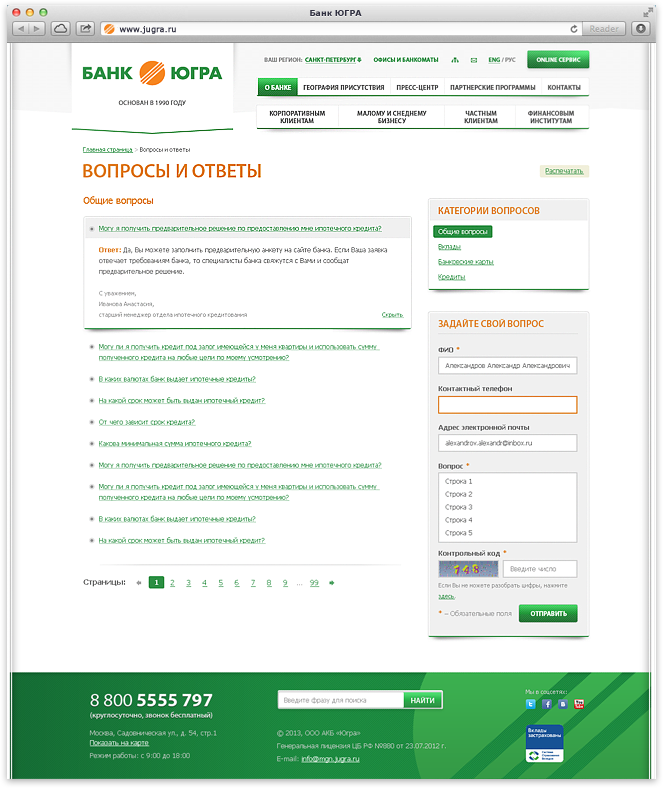 Банк ЮГРА
www.jugra.ru
Reader
БАНК ЮГРА
ОСНОВАН В 1990 ГОДУ
ВАШ РЕГИОН: САНКТ-ПЕТЕРБУРГ
ОФИСЫ И БАНКОМАТЫ
ENG / РУС
ONLINE СЕРВИС
О БАНКЕ
ГЕОГРАФИЯ ПРИСУТСТВИЯ
ПРЕСС-ЦЕНТР
ПАРТНЕРСКИЕ ПРОГРАММЫ
КОНТАКТЫ
КОРПОРАТИВНЫМ
КЛИЕНТАМ
МАЛОМУ И СНЕДНЕМУ
БИЗНЕСУ
ЧАСТНЫМ
КЛИЕНТАМ
ФИНАНСОВЫМ
ИНСТИТУТАМ
Главная страница > Вопросы и ответы
ВОПРОСЫ И ОТВЕТЫ
Распечатать
Общие вопросы
Могу я получить предварительное решение по предоставлению мне ипотечного кредита?
Ответ: Да, Вы можете заполнить предварительную анкету на сайте банка. Если Ваша заявка
отвечает требованиям банка, то специалисты банка свяжутся с Вами и сообщат
предварительное решение.
С уважением,
Иванова Анастасия,
старший менеджер отдела ипотечного кредитования
Скрыть
Могу ли я получить кредит под залог имеющейся у меня квартиры и использовать сумму
полученного кредита на любые цели по моему усмотрению?
В каких валютах банк выдает ипотечные кредиты?
На какой срок может быть выдан ипотечный кредит?
От чего зависит срок кредита?
Какова минимальная сумма ипотечного кредита?
Могу я получить предварительное решение по предоставлению мне ипотечного кредита?
Могу ли я получить кредит под залог имеющейся у меня квартиры и использовать сумму
полученного кредита на любые цели по моему усмотрению?
В каких валютах банк выдает ипотечные кредиты?
На какой срок может быть выдан ипотечный кредит?
Страницы: 1 2 3 4 5 6 7 8 9 ... 99
КАТЕГОРИИ ВОПРОСОВ
Общие вопросы
Вклады
Банковские карты
Кредиты
ЗАДАЙТЕ СВОЙ ВОПРОС
ФИО *
Александров Александр Александрович
Контактный телефон
Адрес электронной почты
alexandrov.alexandr@inbox.ru
Вопрос *
Строка 1
Строка 2
Строка 3
Строка 4
Строка 5
Контрольный код *
748
Введите число
Если Вы не можете разобрать шифры, нажмите
здесь.
* – Обязательные поля
ОТПРАВИТЬ
8 800 5555 797
(круглосуточно, звонок бесплатный)
Москва, Садовническая ул., д. 54, стр.1
Показать на карте
Режим работы: с 9:00 до 18:00
Введите фразу для поиска
НАЙТИ
© 2013, ООО АКБ «Югра»
Генеральная лицензия ЦБ РФ №880 от 23.07.2012 г.
E-mail: info@mgn.jugra.ru
Мы в соцсетях:
Вклады
застрахованы